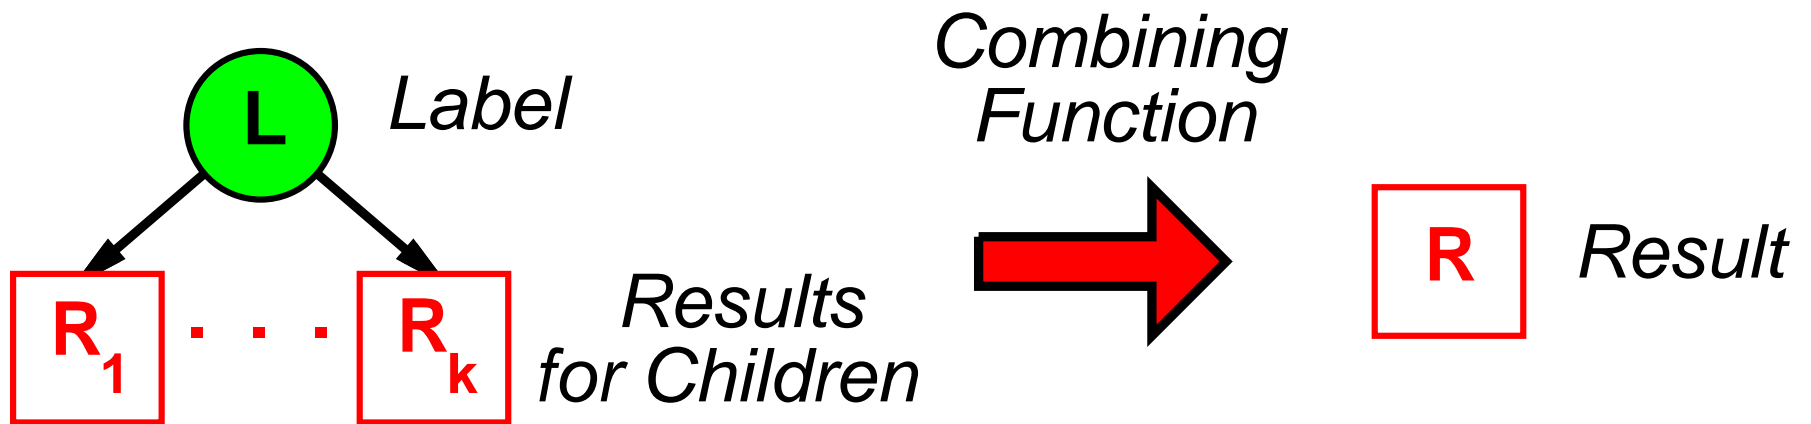 L
Label
R1 . . . Rk
Results
for Children
Combining
Function
R
Result